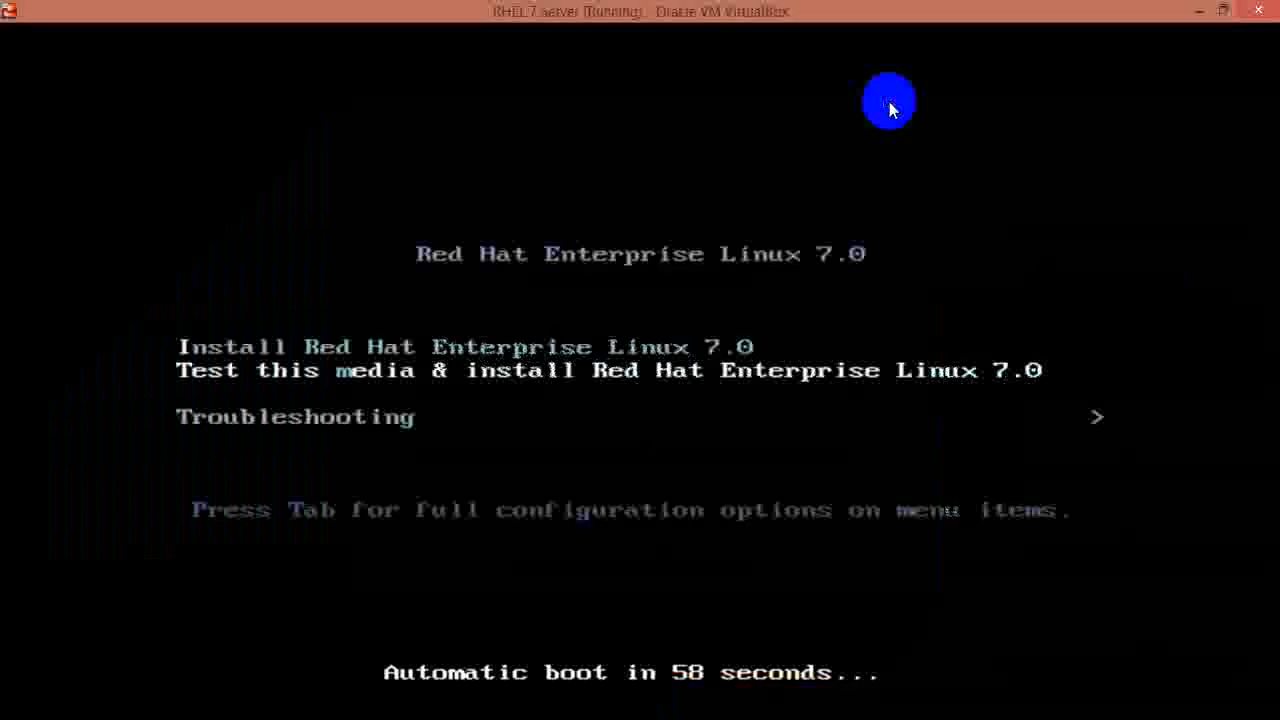 RHEL 7 server [Running] - Oracle VM VirtualBox
Red Hat Enterprise Linux 7.0
Install Red Hat Enterprise Linux 7.0
Test this media & install Red Hat Enterprise Linux 7.0
Troubleshooting >
Press Tab for full configuration options on menu items.
Automatic boot in 58 seconds...